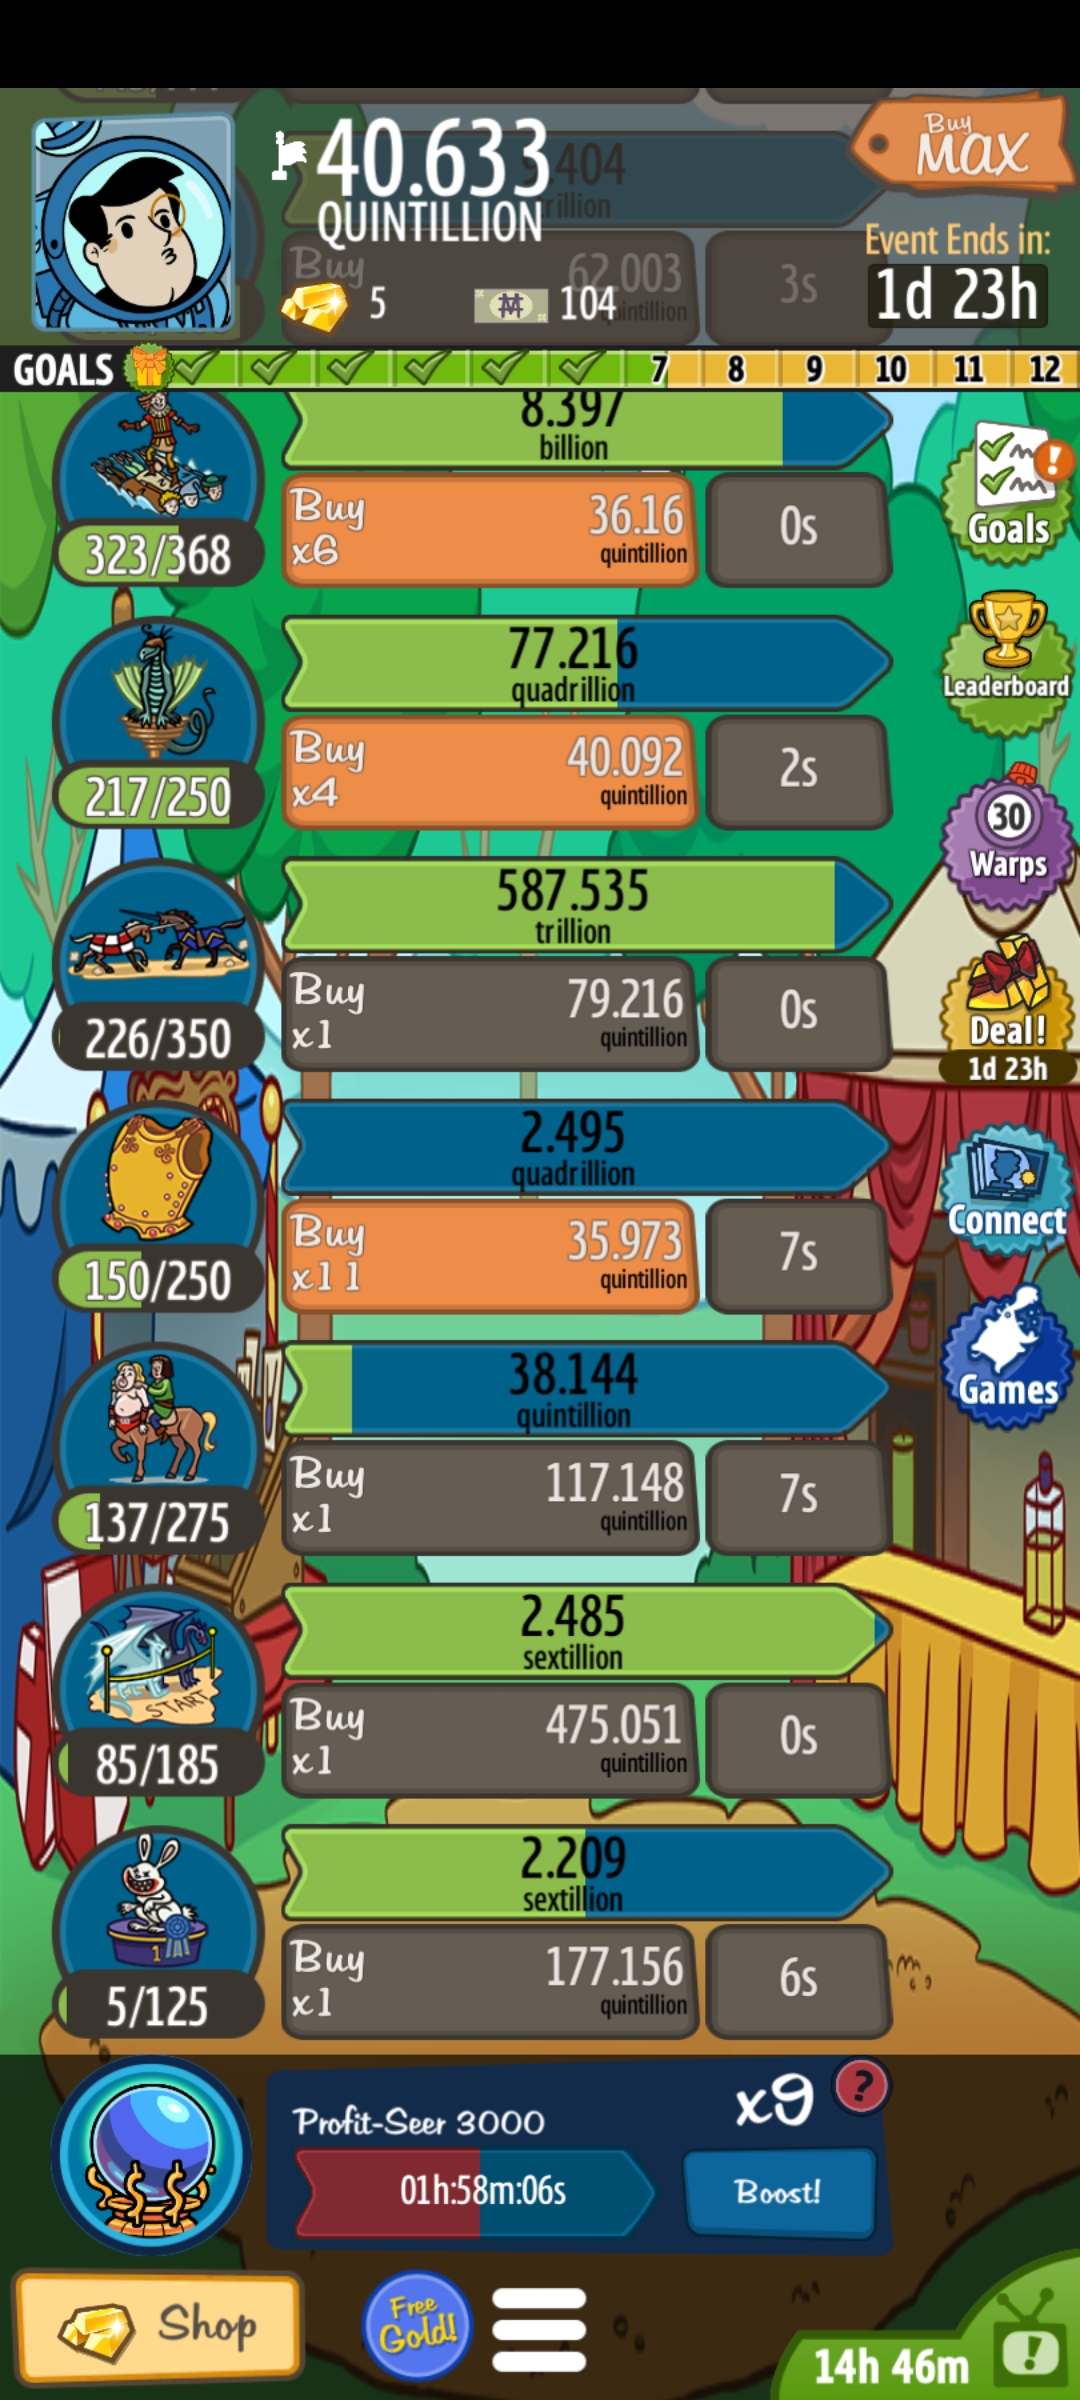 40.633
QUINTILLION
5
104
Buy
MAX
Event Ends in:
1d 23h
Buy
62.003
3s
GOALS 7 8 9 10 11 12
8.397
billion
323/368
Buy
x6
36.16
quintillion
0s
Goals
77.216
quadrillion
217/250
Buy
x4
40.092
quintillion
2s
Leaderboard
30
Warps
587.535
trillion
226/350
Buy
x1
79.216
quintillion
0s
Deal!
1d 23h
2.495
quadrillion
150/250
Buy
x11
35.973
quintillion
7s
Connect
38.144
quintillion
137/275
Buy
x1
117.148
quintillion
7s
Games
2.485
sextillion
START
85/185
Buy
x1
475.051
quintillion
0s
2.209
sextillion
1
5/125
Buy
x1
177.156
quintillion
6s
Profit-Seer 3000
x9
?
01h:58m:06s
Boost!
Shop
Free
Gold!
14h 46m